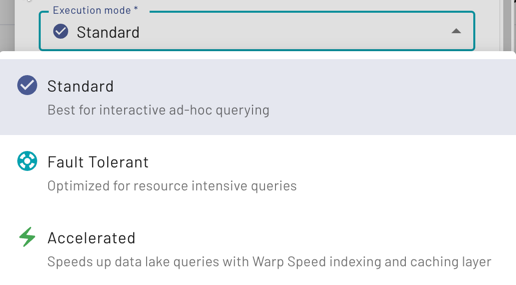 Execution mode *
Standard
Standard
Best for interactive ad-hoc querying
Fault Tolerant
Optimized for resource intensive queries
Accelerated
Speeds up data lake queries with Warp Speed indexing and caching layer